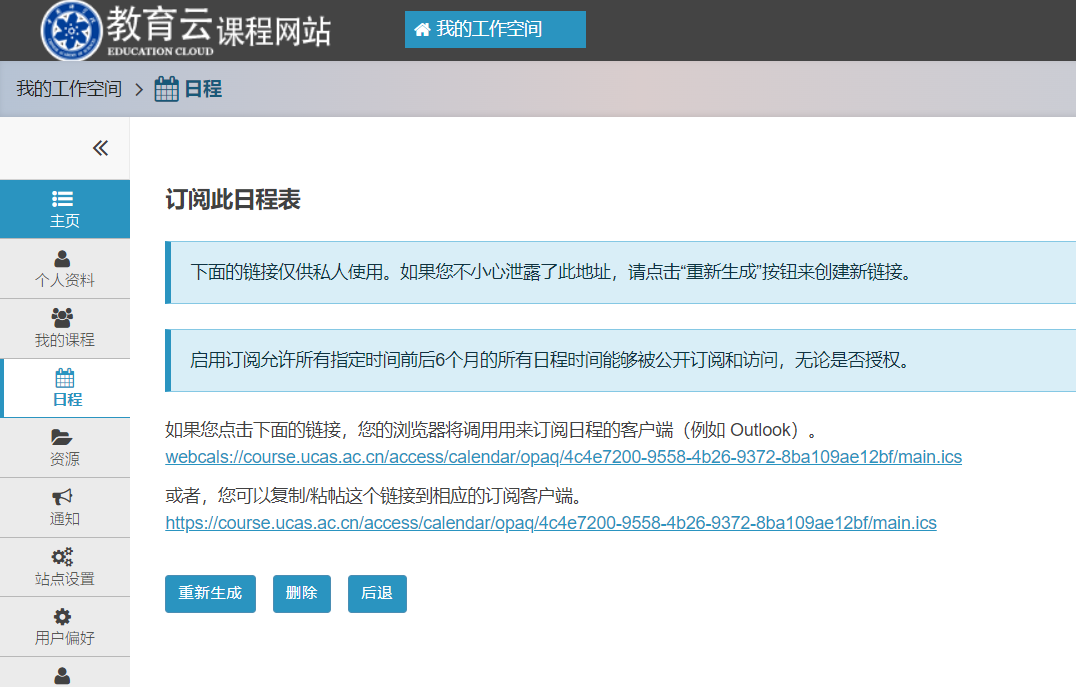 教育云课程网站
EDUCATION CLOUD
我的工作空间
我的工作空间 > 日程
主页
个人资料
我的课程
日程
资源
通知
站点设置
用户偏好
订阅此日程表
下面的链接仅供私人使用。如果您不小心泄露了此地址，请点击“重新生成”按钮来创建新链接。
启用订阅允许所有指定时间前后6个月的所有日程时间能够被公开订阅和访问，无论是否授权。
如果您点击下面的链接，您的浏览器将调用用来订阅日程的客户端（例如 Outlook）。
webcals://course.ucas.ac.cn/access/calendar/opaq/4c4e7200-9558-4b26-9372-8ba109ae12bf/main.ics
或者，您可以复制/粘帖这个链接到相应的订阅客户端。
https://course.ucas.ac.cn/access/calendar/opaq/4c4e7200-9558-4b26-9372-8ba109ae12bf/main.ics
重新生成 删除 后退